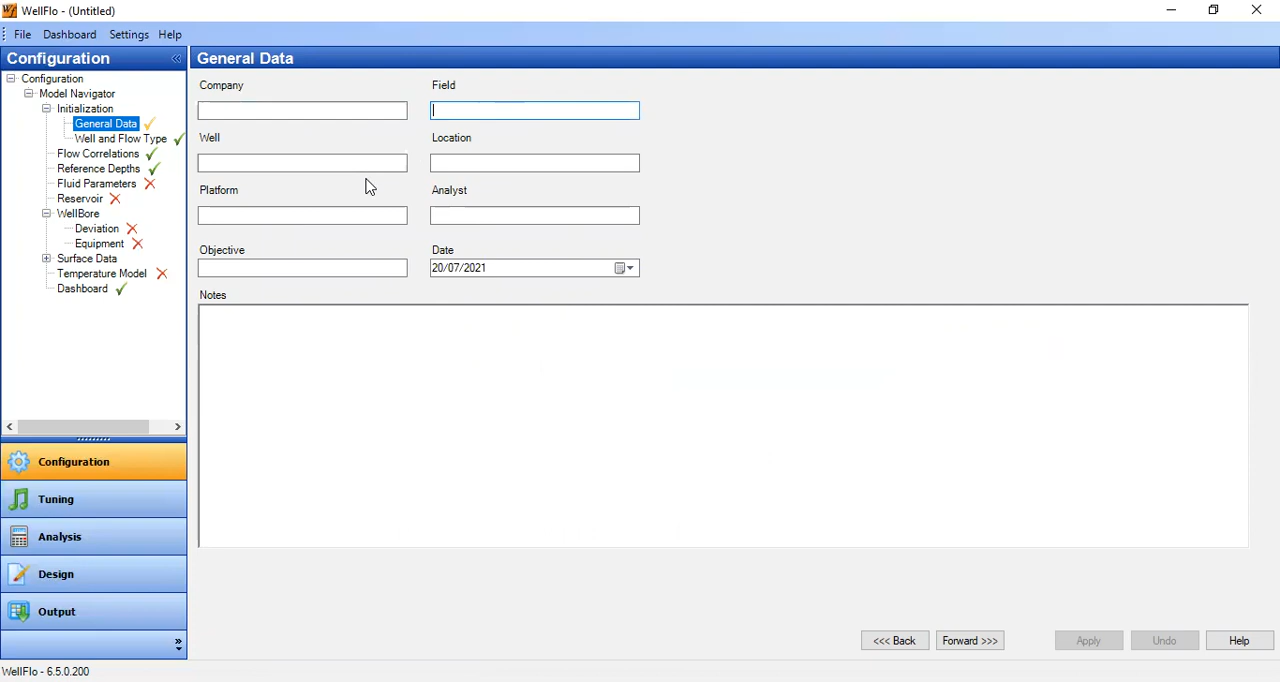 WellFlo - (Untitled)
File Dashboard Settings Help
Configuration «
General Data
Configuration
Model Navigator
Initialization
General Data
Well and Flow Type
Flow Correlations
Reference Depths
Fluid Parameters
Reservoir
WellBore
Deviation
Equipment
Surface Data
Temperature Model
Dashboard
Company Field
Well Location
Platform Analyst
Objective Date
20/07/2021
Notes
Configuration
Tuning
Analysis
Design
Output
»
<<< Back Forward >>> Apply Undo Help
WellFlo - 6.5.0.200